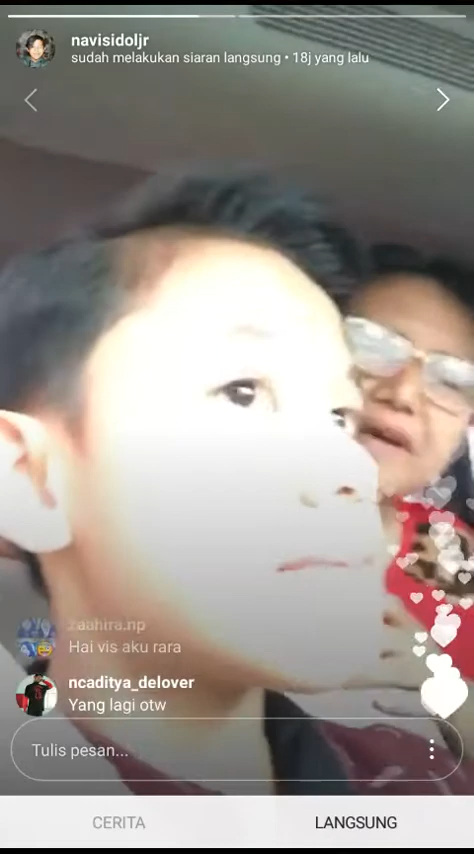 navisidoljr
sudah melakukan siaran langsung • 18j yang lalu
zaahira.np
Hai vis aku rara
ncaditya_delover
Yang lagi otw
Tulis pesan...
CERITA
LANGSUNG